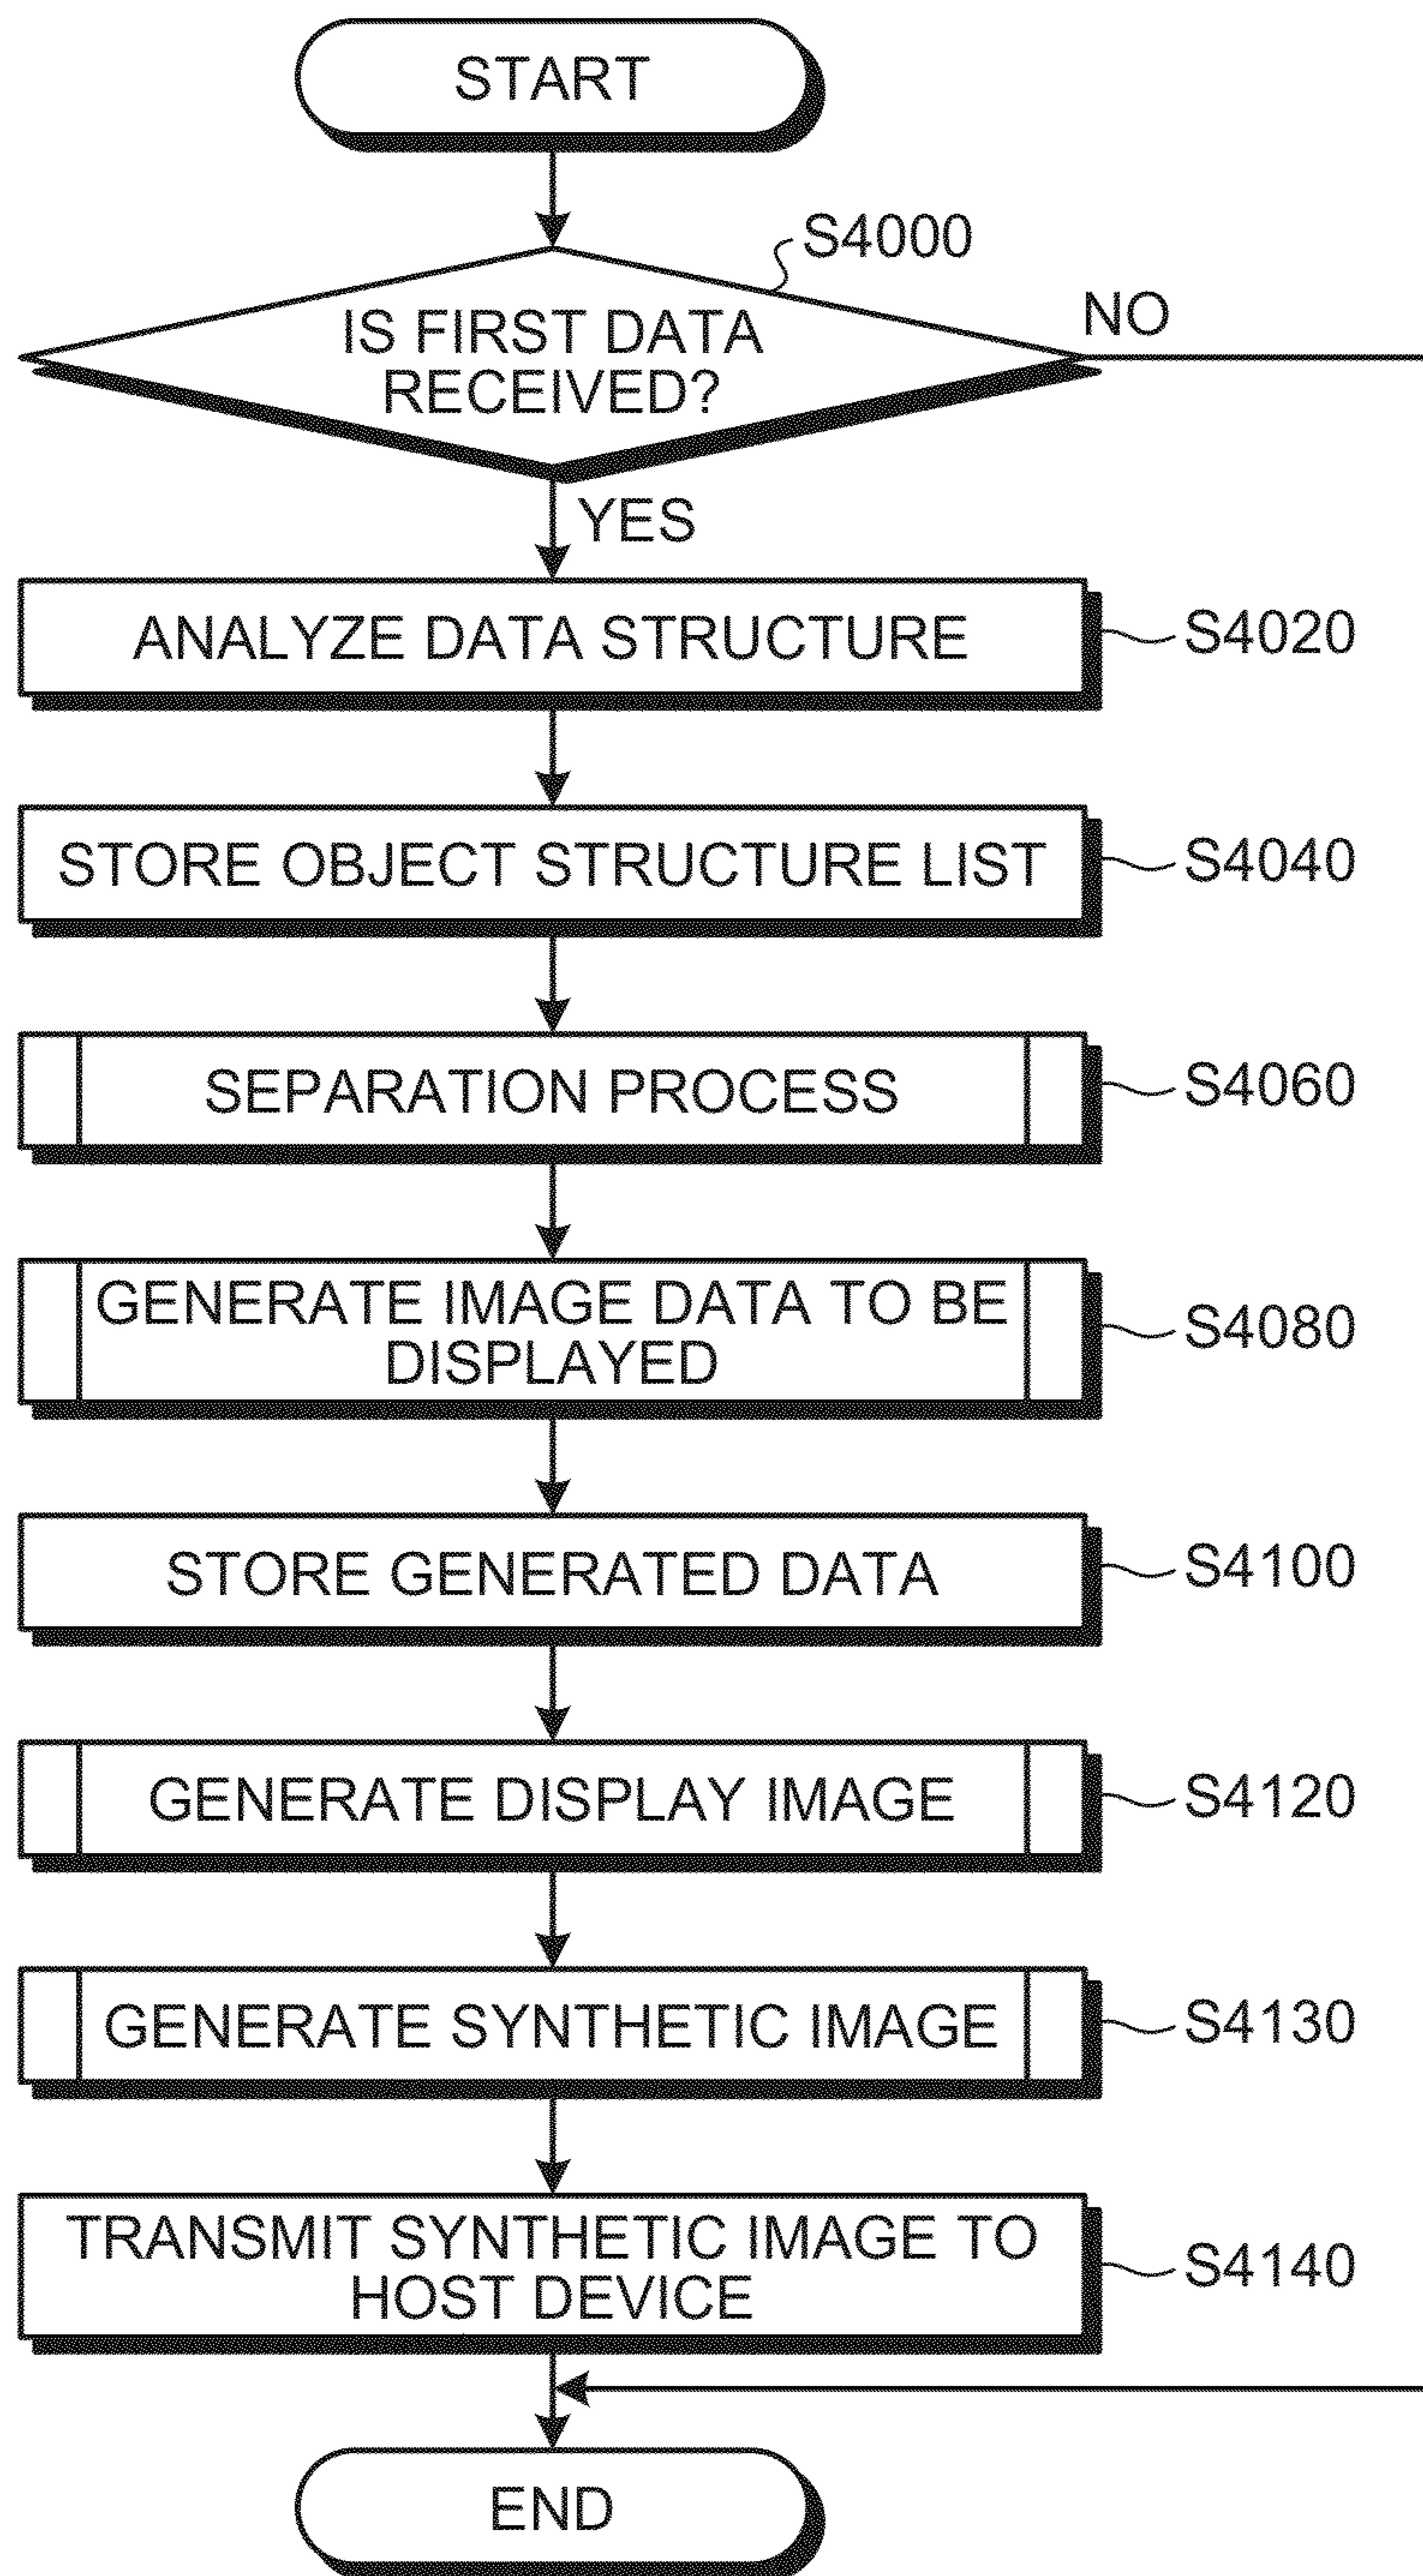 START
S4000
NO
IS FIRST DATA
RECEIVED?
YES
ANALYZE DATA STRUCTURE
S4020
STORE OBJECT STRUCTURE LIST
S4040
SEPARATION PROCESS
S4060
GENERATE IMAGE DATA TO BE
DISPLAYED
S4080
STORE GENERATED DATA
S4100
GENERATE DISPLAY IMAGE
S4120
GENERATE SYNTHETIC IMAGE
S4130
TRANSMIT SYNTHETIC IMAGE TO
HOST DEVICE
S4140
END